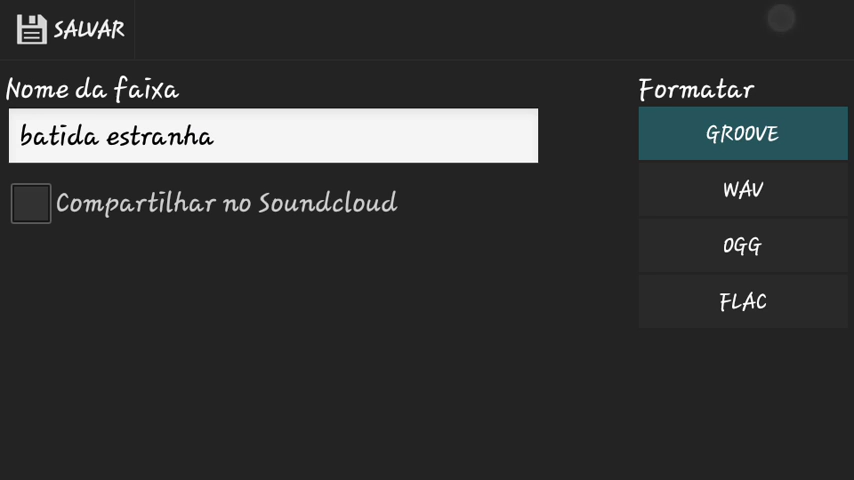 SALVAR
Nome da faixa
batida estranha
Compartilhar no Soundcloud
Formatar
GROOVE
WAV
OGG
FLAC